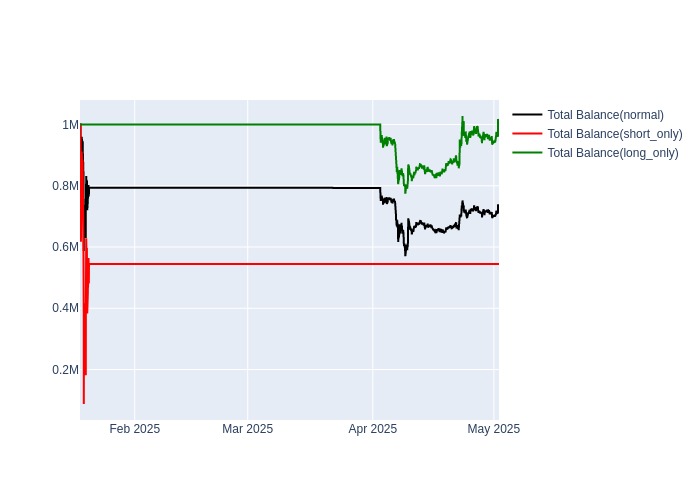 Total Balance(normal)
Total Balance(short_only)
Total Balance(long_only)
1M
0.8M
0.6M
0.4M
0.2M
Feb 2025
Mar 2025
Apr 2025
May 2025